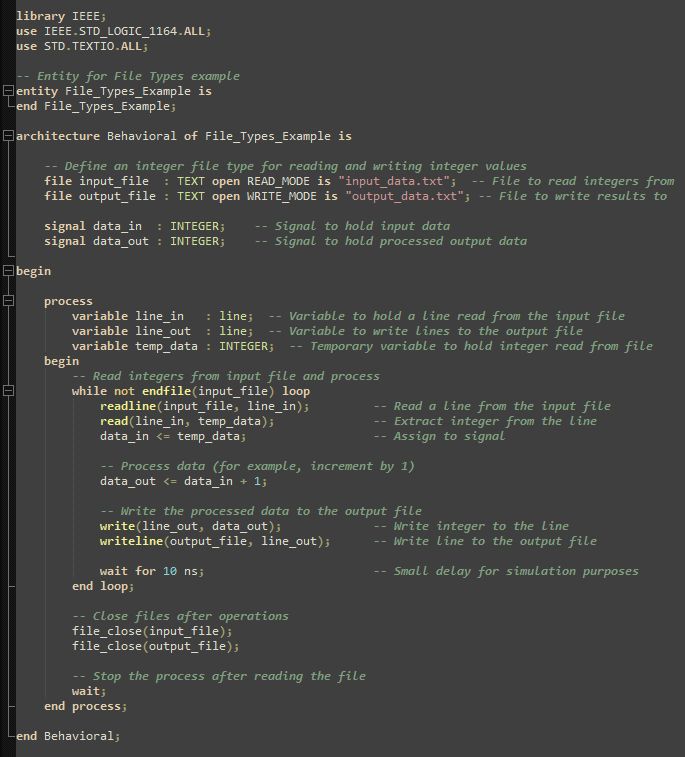 library IEEE;
use IEEE.STD_LOGIC_1164.ALL;
use STD.TEXTIO.ALL;
-- Entity for File Types example
entity File_Types_Example is
end File_Types_Example;
architecture Behavioral of File_Types_Example is
-- Define an integer file type for reading and writing integer values
file input_file  : TEXT open READ_MODE is "input_data.txt";  -- File to read integers from
file output_file : TEXT open WRITE_MODE is "output_data.txt"; -- File to write results to
signal data_in  : INTEGER;    -- Signal to hold input data
signal data_out : INTEGER;    -- Signal to hold processed output data
begin
process
variable line_in   : line;  -- Variable to hold a line read from the input file
variable line_out  : line;  -- Variable to write lines to the output file
variable temp_data : INTEGER;  -- Temporary variable to hold integer read from file
begin
-- Read integers from input file and process
while not endfile(input_file) loop
readline(input_file, line_in);         -- Read a line from the input file
read(line_in, temp_data);              -- Extract integer from the line
data_in <= temp_data;                  -- Assign to signal
-- Process data (for example, increment by 1)
data_out <= data_in + 1;
-- Write the processed data to the output file
write(line_out, data_out);             -- Write integer to the line
writeline(output_file, line_out);      -- Write line to the output file
wait for 10 ns;                        -- Small delay for simulation purposes
end loop;
-- Close files after operations
file_close(input_file);
file_close(output_file);
-- Stop the process after reading the file
wait;
end process;
end Behavioral;